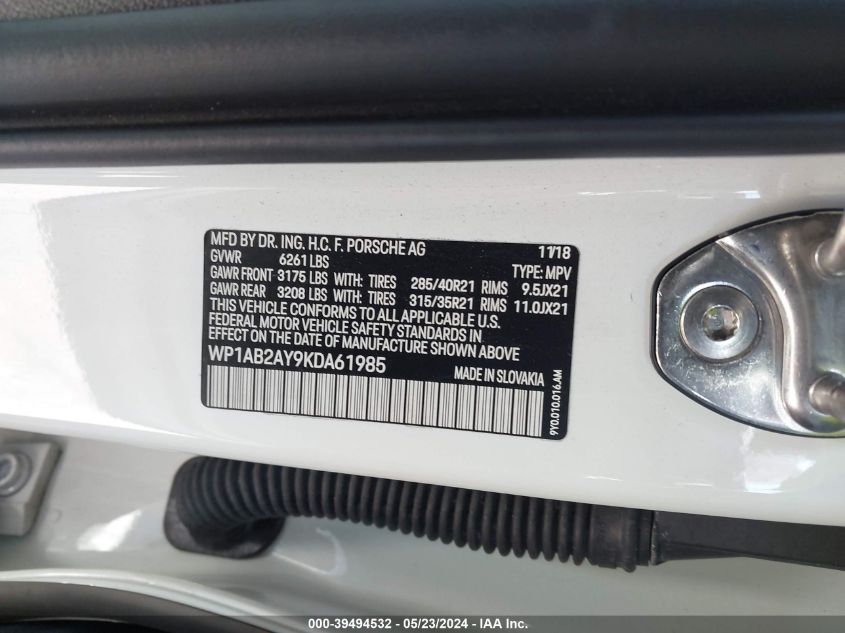 MFD BY DR. ING. H.C. F. PORSCHE AG 11/18
GVWR 6261 LBS TYPE: MPV
GAWR FRONT 3175 LBS WITH: TIRES 285/40R21 RIMS 9.5JX21
GAWR REAR 3208 LBS WITH: TIRES 315/35R21 RIMS 11.0JX21
THIS VEHICLE CONFORMS TO ALL APPLICABLE U.S.
FEDERAL MOTOR VEHICLE SAFETY STANDARDS IN
EFFECT ON THE DATE OF MANUFACTURE SHOWN ABOVE
WP1AB2AY9KDA61985 MADE IN SLOVAKIA
9Y0.010.016.AM
000-39494532 - 05/23/2024 - IAA Inc.